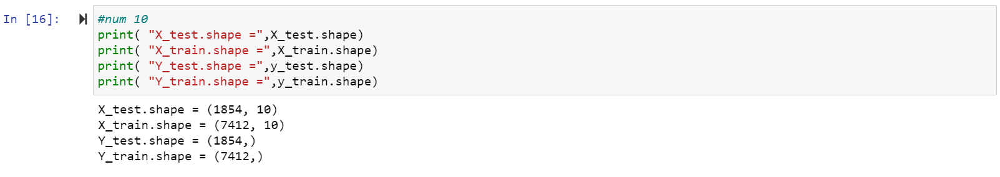 In [16]:
#num 10
print( "X_test.shape =",X_test.shape)
print( "X_train.shape =",X_train.shape)
print( "Y_test.shape =",y_test.shape)
print( "Y_train.shape =",y_train.shape)
X_test.shape = (1854, 10)
X_train.shape = (7412, 10)
Y_test.shape = (1854,)
Y_train.shape = (7412,)